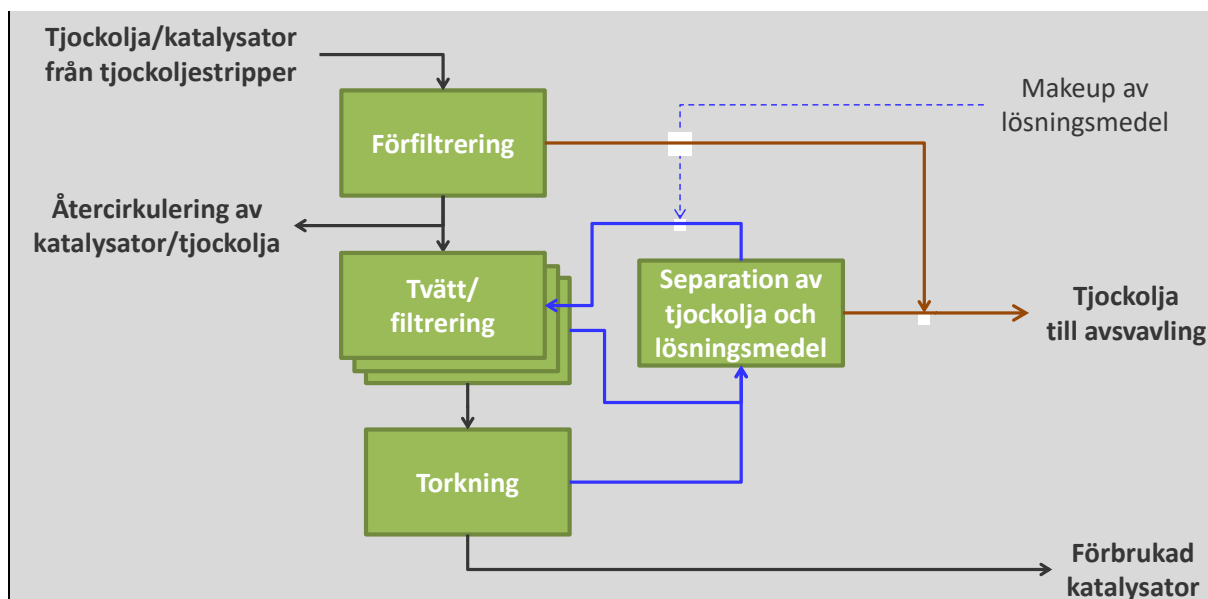 Tjockolja/katalysator
från tjockoljestripper
Makeup av
lösningsmedel
Förfiltrering
Återcirkulering av
katalysator/tjockolja
Tvätt/
filtrering
Separation av
tjockolja och
lösningsmedel
Tjockolja
till avsvavling
Torkning
Förbrukad
katalysator